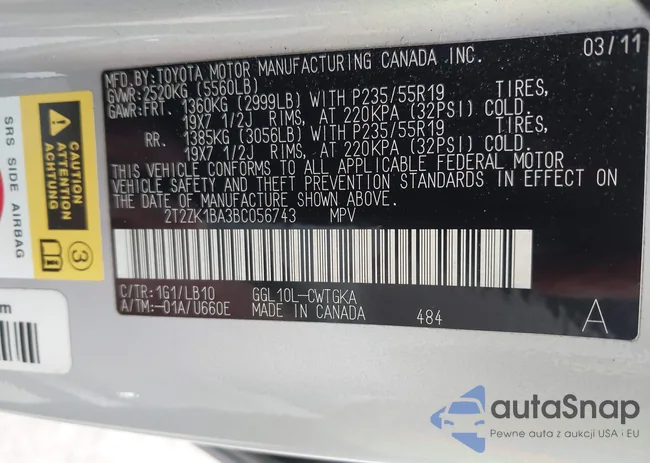 MFD.BY:TOYOTA MOTOR MANUFACTURING CANADA INC. 03/11
GVWR:2520KG (5560LB)
GAWR:FRT. 1360KG (2999LB) WITH P235/55R19 TIRES,
19X7 1/2J RIMS, AT 220KPA (32PSI) COLD.
RR. 1385KG (3056LB) WITH P235/55R19 TIRES,
19X7 1/2J RIMS, AT 220KPA (32PSI) COLD.
THIS VEHICLE CONFORMS TO ALL APPLICABLE FEDERAL MOTOR
VEHICLE SAFETY AND THEFT PREVENTION STANDARDS IN EFFECT ON
THE DATE OF MANUFACTURE SHOWN ABOVE.
2T2ZK1BA3BC056743 MPV
C/TR:1G1/LB10 GGL10L-CWTGKA
A/TM:-01A/U660E MADE IN CANADA 484 A
SRS SIDE AIRBAG
CAUTION
ATTENTION
ACHTUNG
3
m
autaSnap
Pewne auta z aukcji USA i EU